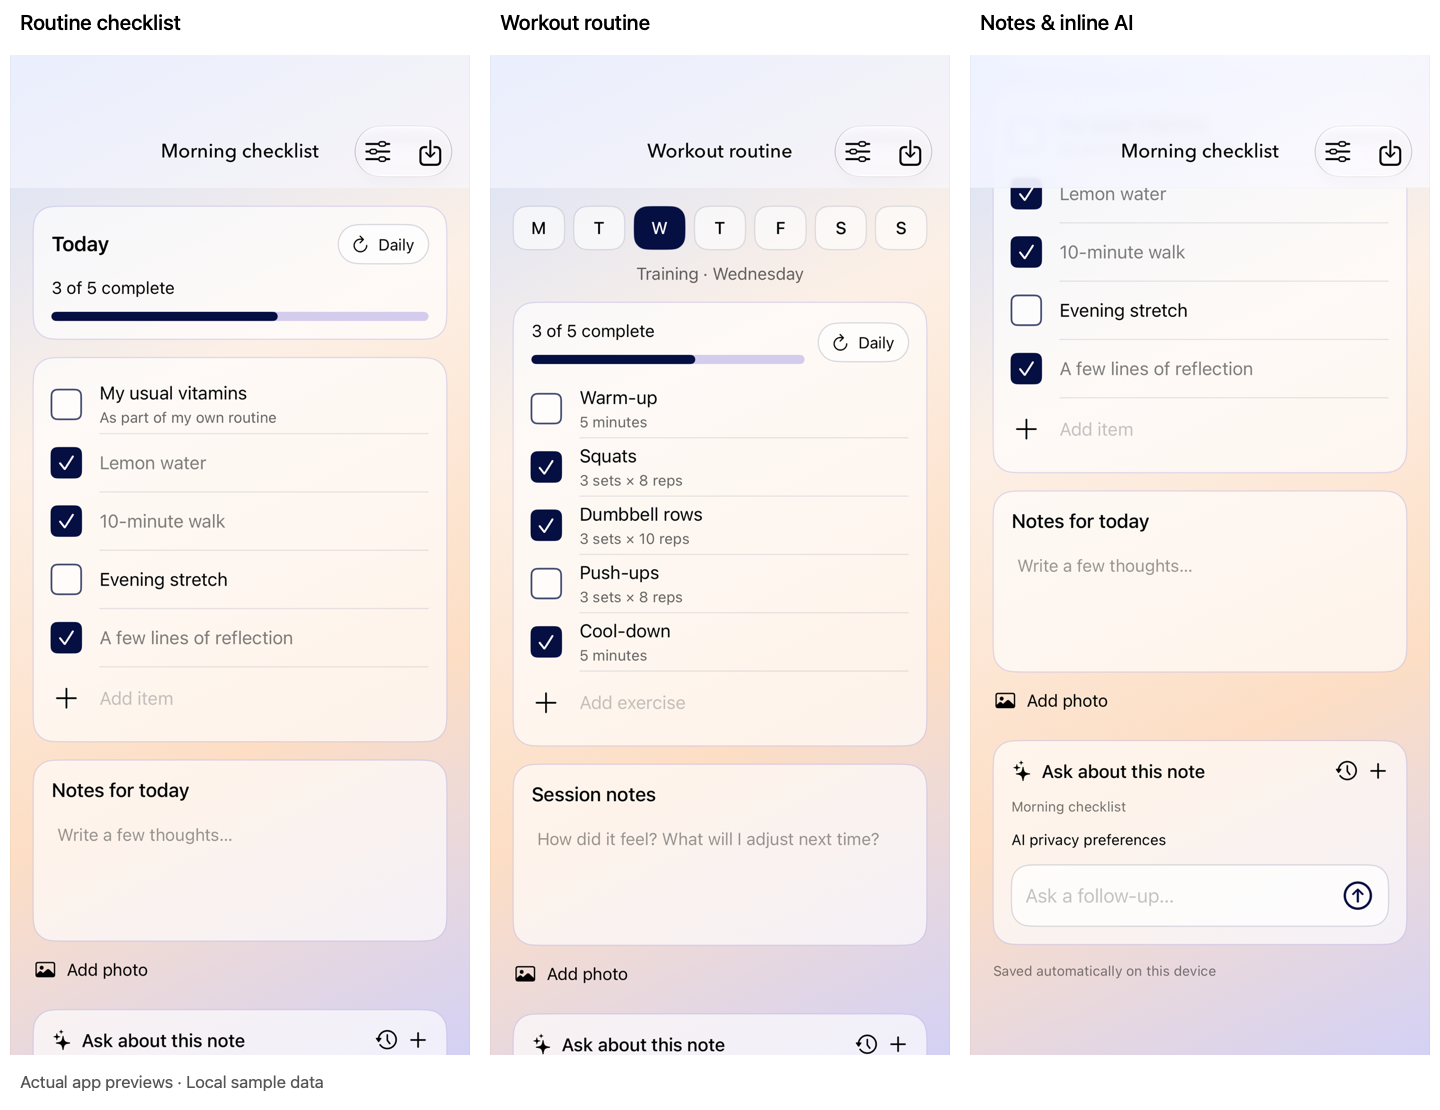 Routine checklist
Morning checklist
Today
Daily
3 of 5 complete
My usual vitamins
As part of my own routine
Lemon water
10-minute walk
Evening stretch
A few lines of reflection
Add item
Notes for today
Write a few thoughts...
Add photo
Ask about this note
Workout routine
Workout routine
M T W T F S S
Training · Wednesday
3 of 5 complete
Daily
Warm-up
5 minutes
Squats
3 sets × 8 reps
Dumbbell rows
3 sets × 10 reps
Push-ups
3 sets × 8 reps
Cool-down
5 minutes
Add exercise
Session notes
How did it feel? What will I adjust next time?
Add photo
Ask about this note
Notes & inline AI
Morning checklist
Lemon water
10-minute walk
Evening stretch
A few lines of reflection
Add item
Notes for today
Write a few thoughts...
Add photo
Ask about this note
Morning checklist
AI privacy preferences
Ask a follow-up...
Saved automatically on this device
Actual app previews · Local sample data